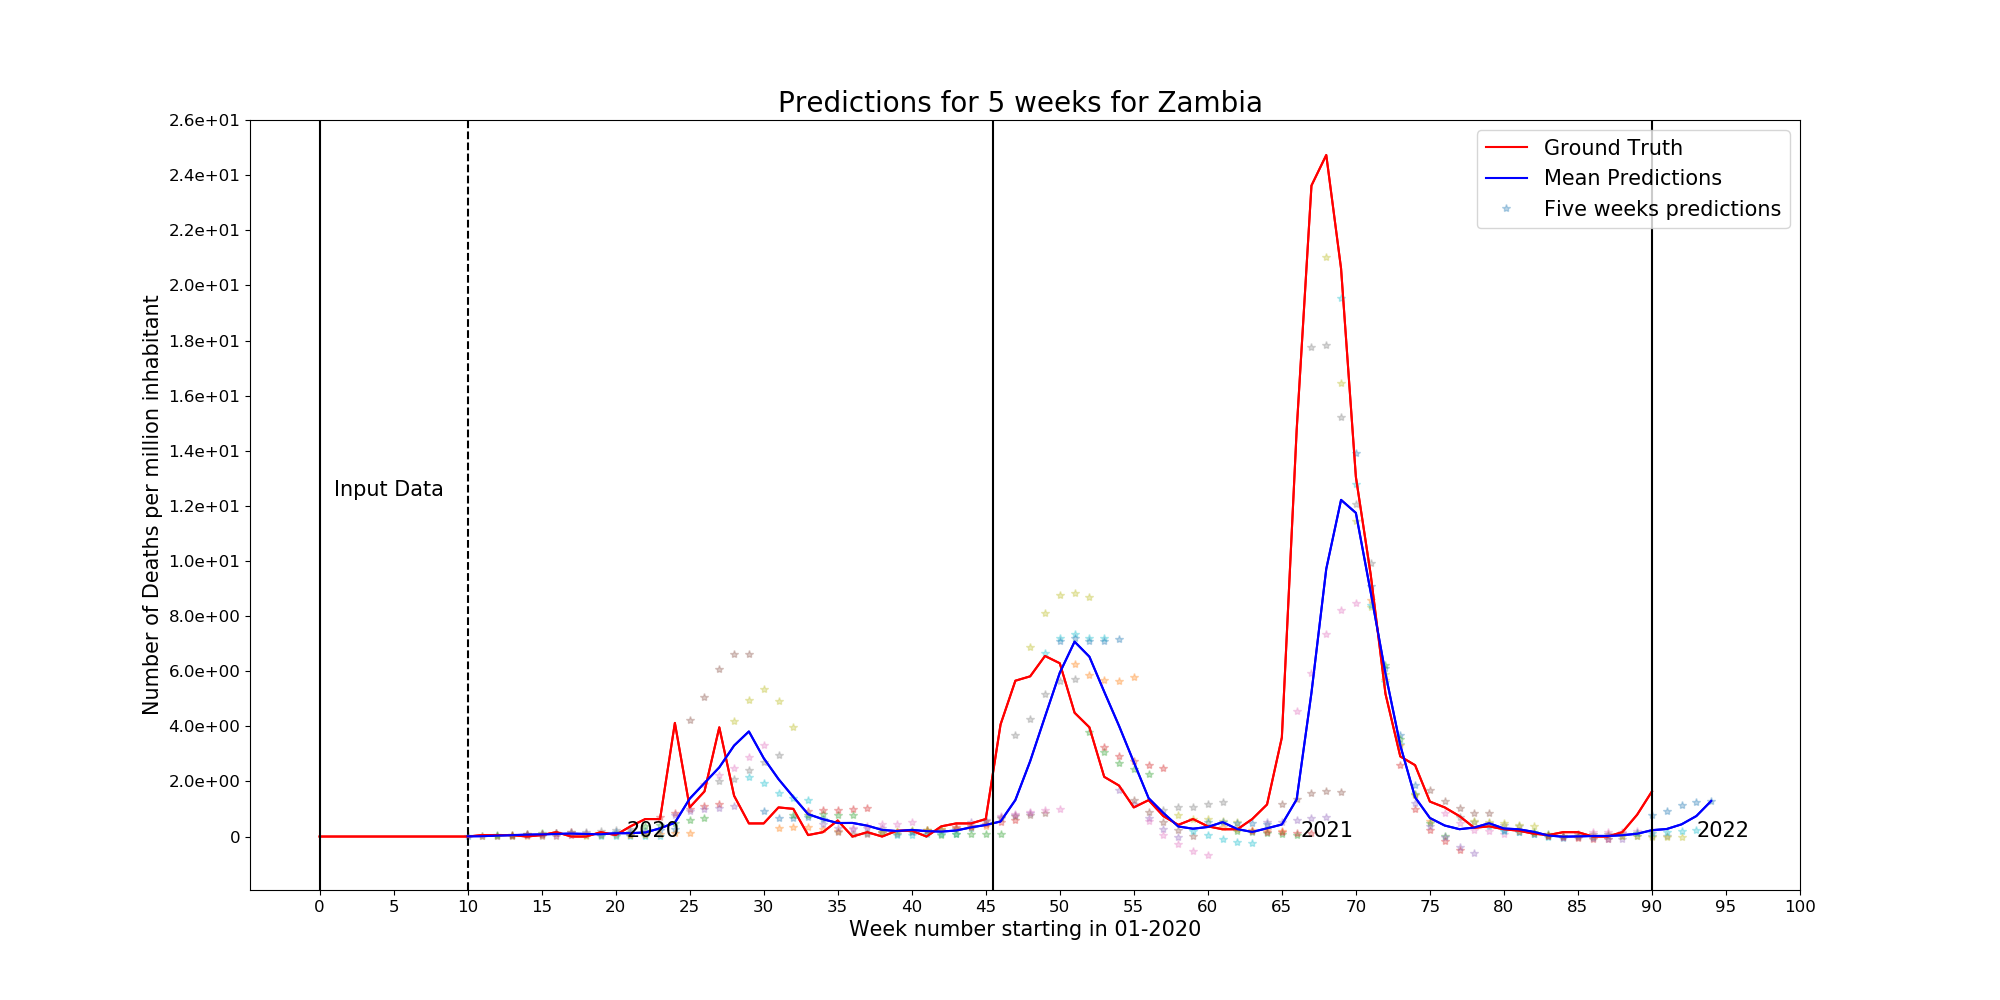 Predictions for 5 weeks for Zambia
2.6e+01
2.4e+01
2.2e+01
2.0e+01
1.8e+01
1.6e+01
1.4e+01
1.2e+01
1.0e+01
8.0e+00
6.0e+00
4.0e+00
2.0e+00
0
Number of Deaths per million inhabitant
Ground Truth
Mean Predictions
Five weeks predictions
Input Data
2020 2021 2022
0 5 10 15 20 25 30 35 40 45 50 55 60 65 70 75 80 85 90 95 100
Week number starting in 01-2020